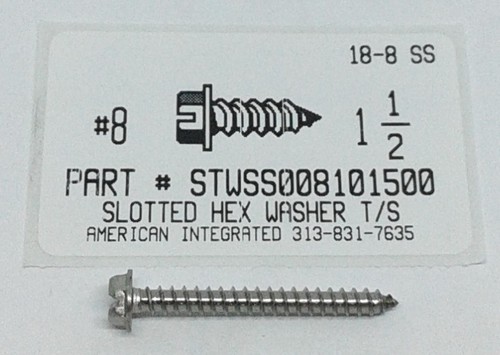 18-8 SS
#8 1 1/2
PART # STWSS008101500
SLOTTED HEX WASHER T/S
AMERICAN INTEGRATED 313-831-7635